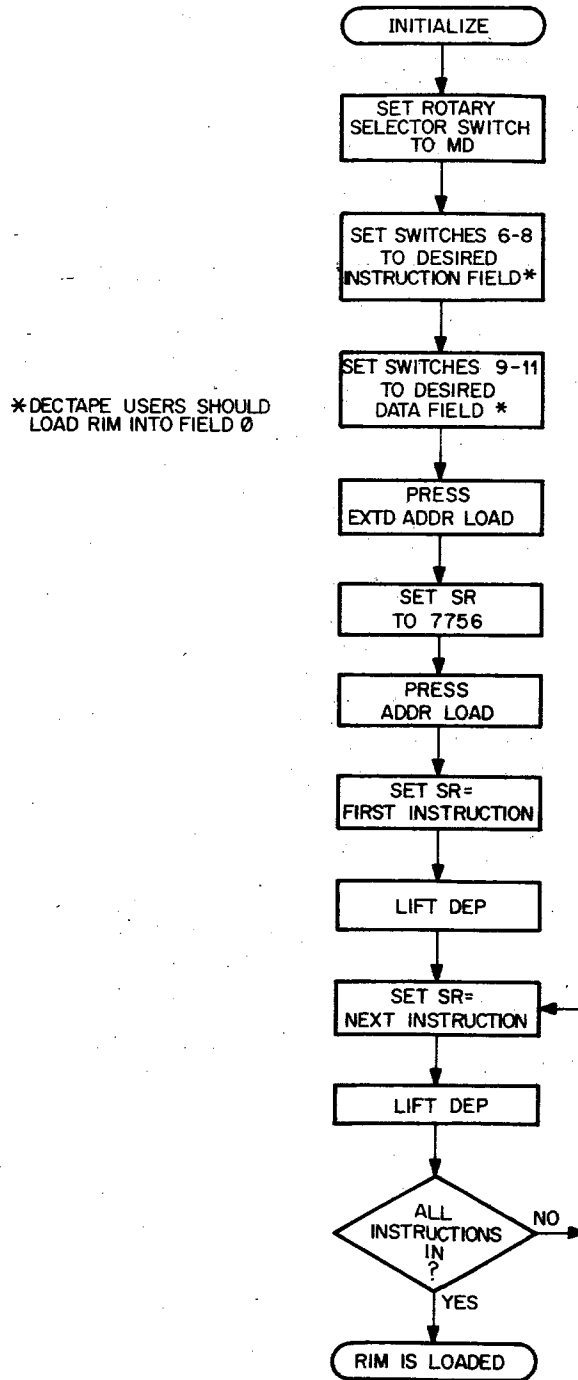 INITIALIZE
SET ROTARY
SELECTOR SWITCH
TO MD
SET SWITCHES 6-8
TO DESIRED
INSTRUCTION FIELD*
SET SWITCHES 9-11
TO DESIRED
DATA FIELD *
*DECTAPE USERS SHOULD
LOAD RIM INTO FIELD Ø
PRESS
EXTD ADDR LOAD
SET SR
TO 7756
PRESS
ADDR LOAD
SET SR=
FIRST INSTRUCTION
LIFT DEP
SET SR=
NEXT INSTRUCTION
LIFT DEP
ALL
INSTRUCTIONS
IN
?
NO
YES
RIM IS LOADED